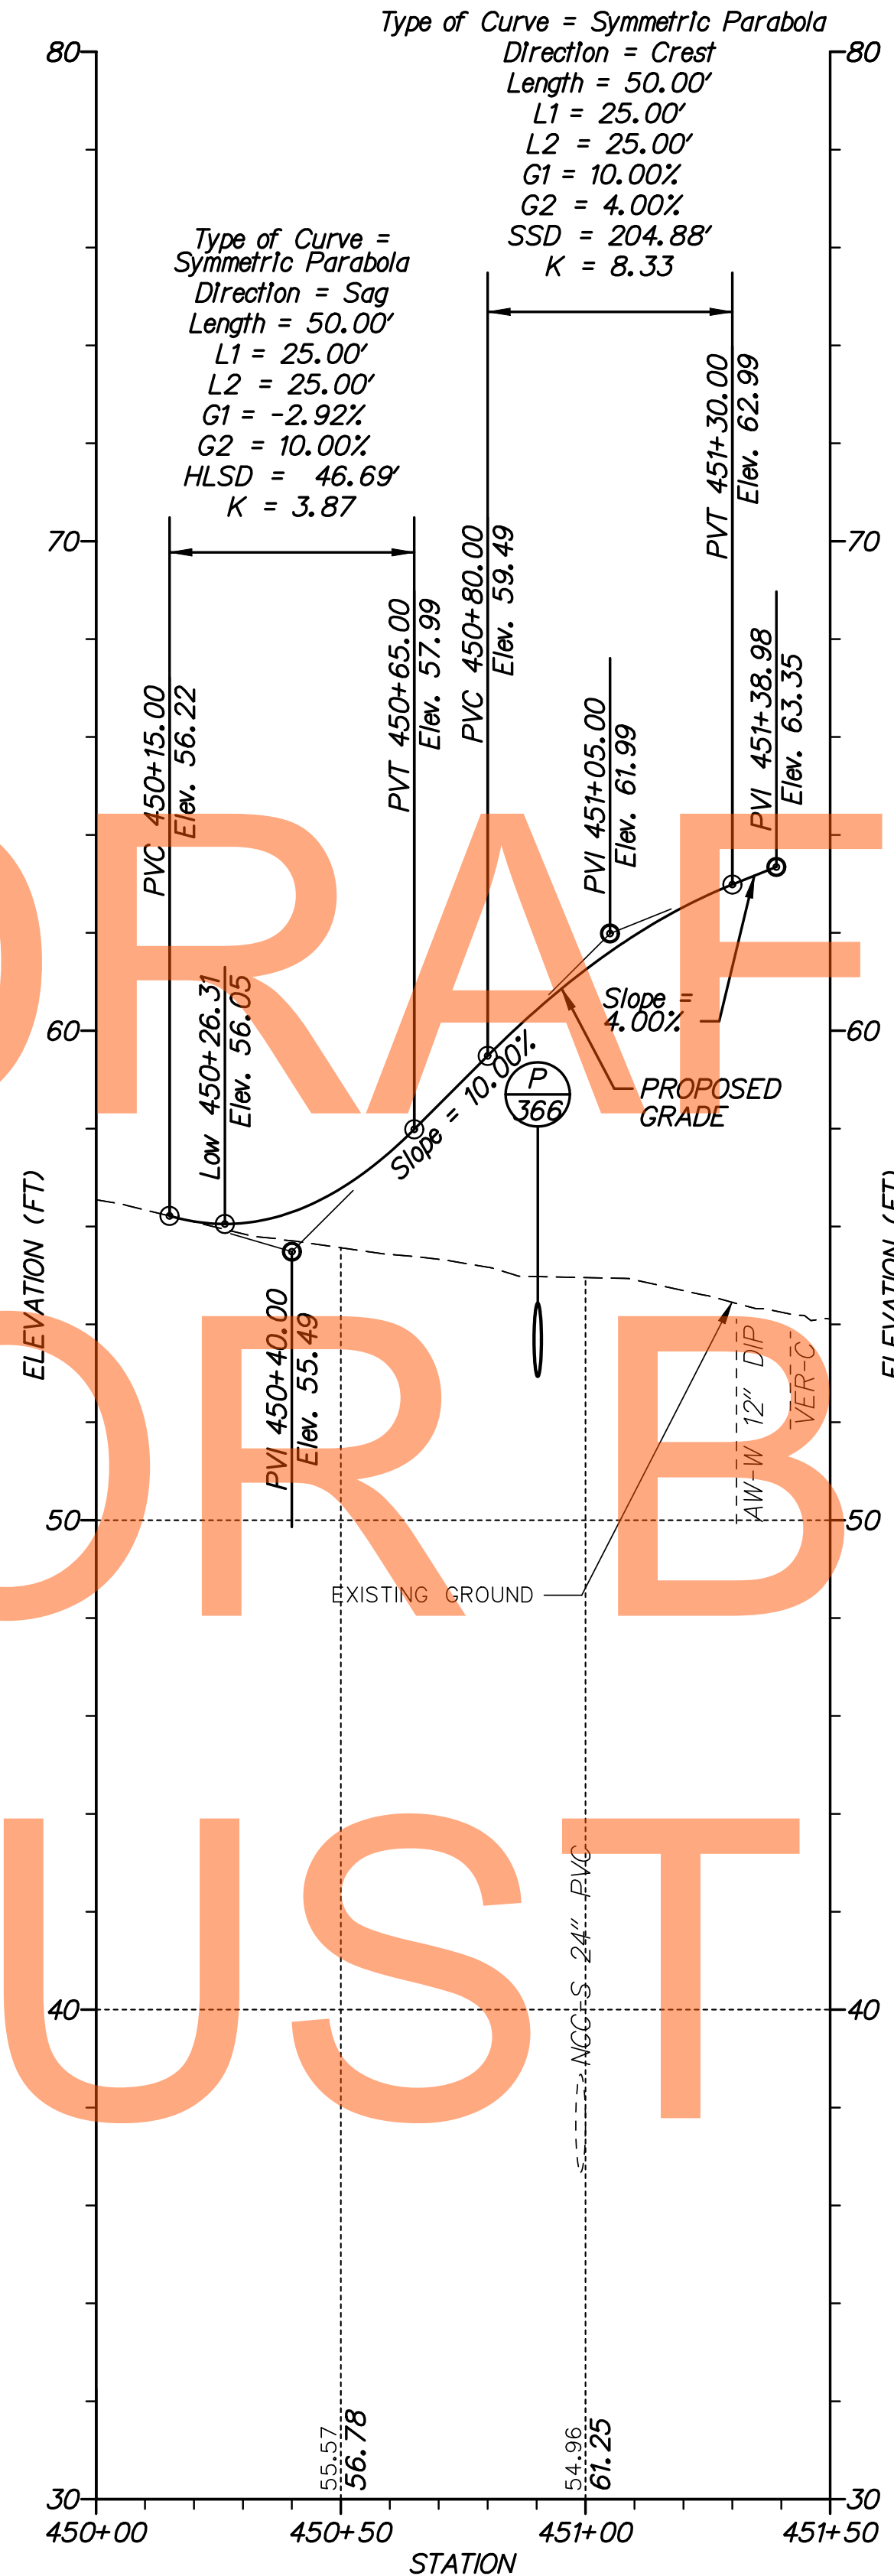 Type of Curve = Symmetric Parabola
Direction = Crest
Length = 50.00'
L1 = 25.00'
L2 = 25.00'
G1 = 10.00%
G2 = 4.00%
SSD = 204.88'
K = 8.33
Type of Curve =
Symmetric Parabola
Direction = Sag
Length = 50.00'
L1 = 25.00'
L2 = 25.00'
G1 = -2.92%
G2 = 10.00%
HLSD = 46.69'
K = 3.87
80
80
70
70
60
60
50
50
40
40
30
30
ELEVATION (FT)
ELEVATION (FT)
PVC 450+15.00
Elev. 56.22
Low 450+26.31
Elev. 56.05
PVI 450+40.00
Elev. 55.49
PVT 450+65.00
Elev. 57.99
PVC 450+80.00
Elev. 59.49
PVI 451+05.00
Elev. 61.99
PVT 451+30.00
Elev. 62.99
PVI 451+38.98
Elev. 63.35
Slope = 10.00%
Slope =
4.00%
P
366
PROPOSED
GRADE
EXISTING GROUND
AW-W 12" DIP
VER-C
NCC-S 24" PVC
55.57
56.78
54.96
61.25
450+00
450+50
451+00
451+50
STATION
DRAF
OR B
UST